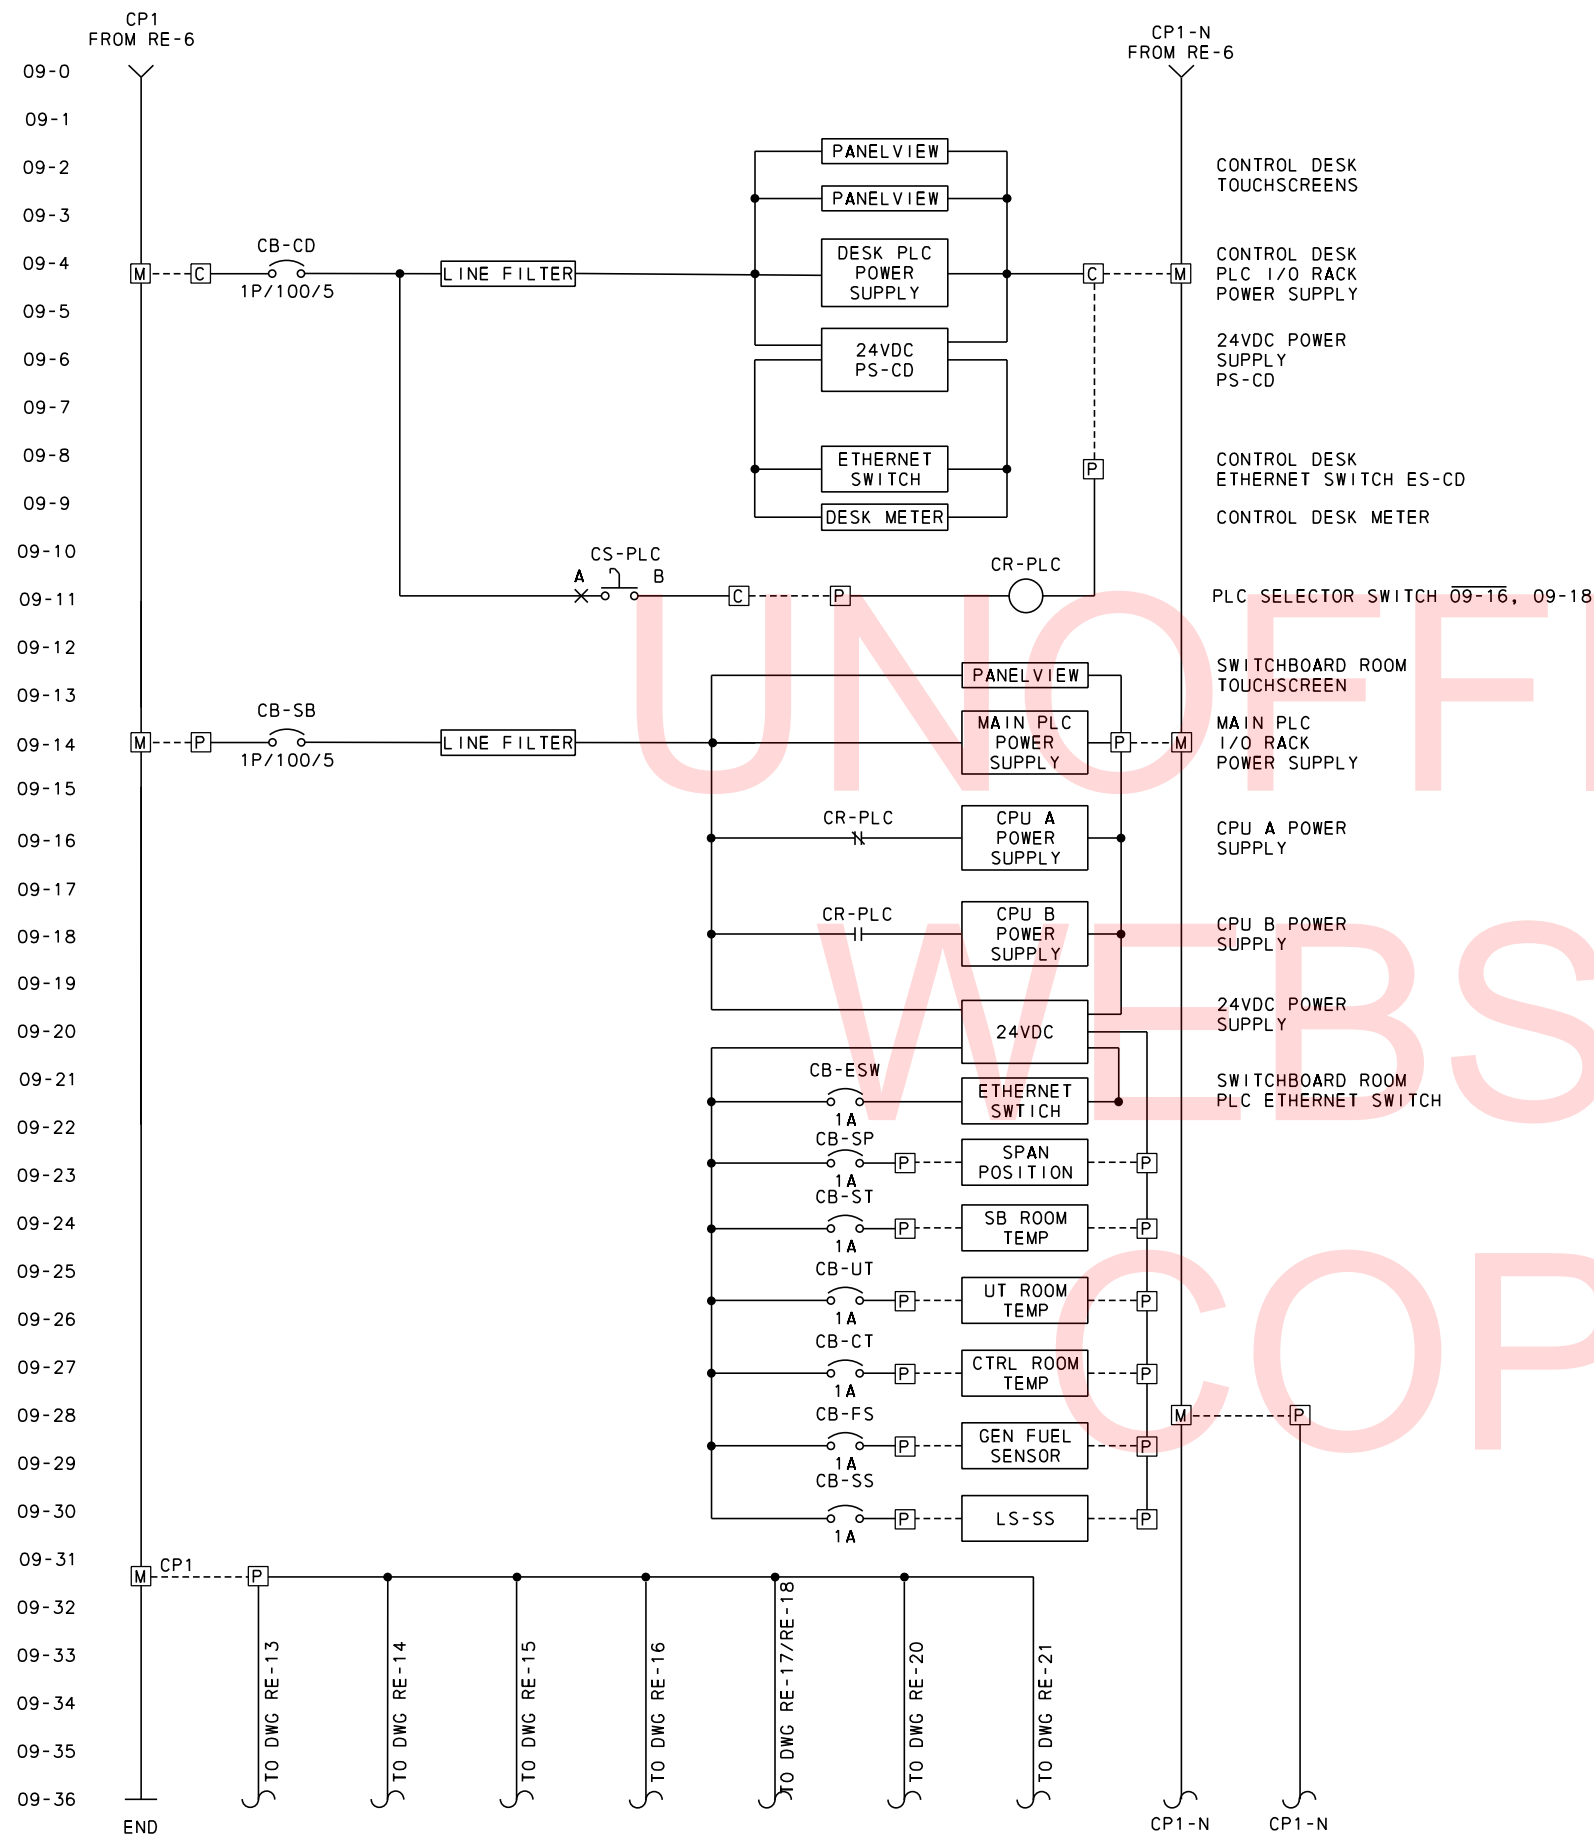 CP1
FROM RE-6
CP1-N
FROM RE-6
09-0
09-1
09-2
09-3
09-4
09-5
09-6
09-7
09-8
09-9
09-10
09-11
09-12
09-13
09-14
09-15
09-16
09-17
09-18
09-19
09-20
09-21
09-22
09-23
09-24
09-25
09-26
09-27
09-28
09-29
09-30
09-31
09-32
09-33
09-34
09-35
09-36
PANELVIEW
PANELVIEW
CONTROL DESK
TOUCHSCREENS
M
C
CB-CD
1P/100/5
LINE FILTER
DESK PLC
POWER
SUPPLY
C
M
CONTROL DESK
PLC I/O RACK
POWER SUPPLY
24VDC
PS-CD
24VDC POWER
SUPPLY
PS-CD
ETHERNET
SWITCH
P
CONTROL DESK
ETHERNET SWITCH ES-CD
DESK METER
CONTROL DESK METER
CS-PLC
A
B
C
P
CR-PLC
PLC SELECTOR SWITCH 09-16, 09-18
PANELVIEW
SWITCHBOARD ROOM
TOUCHSCREEN
M
P
CB-SB
1P/100/5
LINE FILTER
MAIN PLC
POWER
SUPPLY
P
M
MAIN PLC
I/O RACK
POWER SUPPLY
CR-PLC
CPU A
POWER
SUPPLY
CPU A POWER
SUPPLY
CR-PLC
CPU B
POWER
SUPPLY
CPU B POWER
SUPPLY
24VDC
24VDC POWER
SUPPLY
CB-ESW
1A
ETHERNET
SWTICH
SWITCHBOARD ROOM
PLC ETHERNET SWITCH
CB-SP
1A
P
SPAN
POSITION
P
CB-ST
1A
P
SB ROOM
TEMP
P
CB-UT
1A
P
UT ROOM
TEMP
P
CB-CT
1A
P
CTRL ROOM
TEMP
P
M
P
CB-FS
1A
P
GEN FUEL
SENSOR
P
CB-SS
1A
P
LS-SS
P
M
CP1
P
TO DWG RE-13
TO DWG RE-14
TO DWG RE-15
TO DWG RE-16
TO DWG RE-17/RE-18
TO DWG RE-20
TO DWG RE-21
END
CP1-N
CP1-N
UNOFFI
WEBS
COP